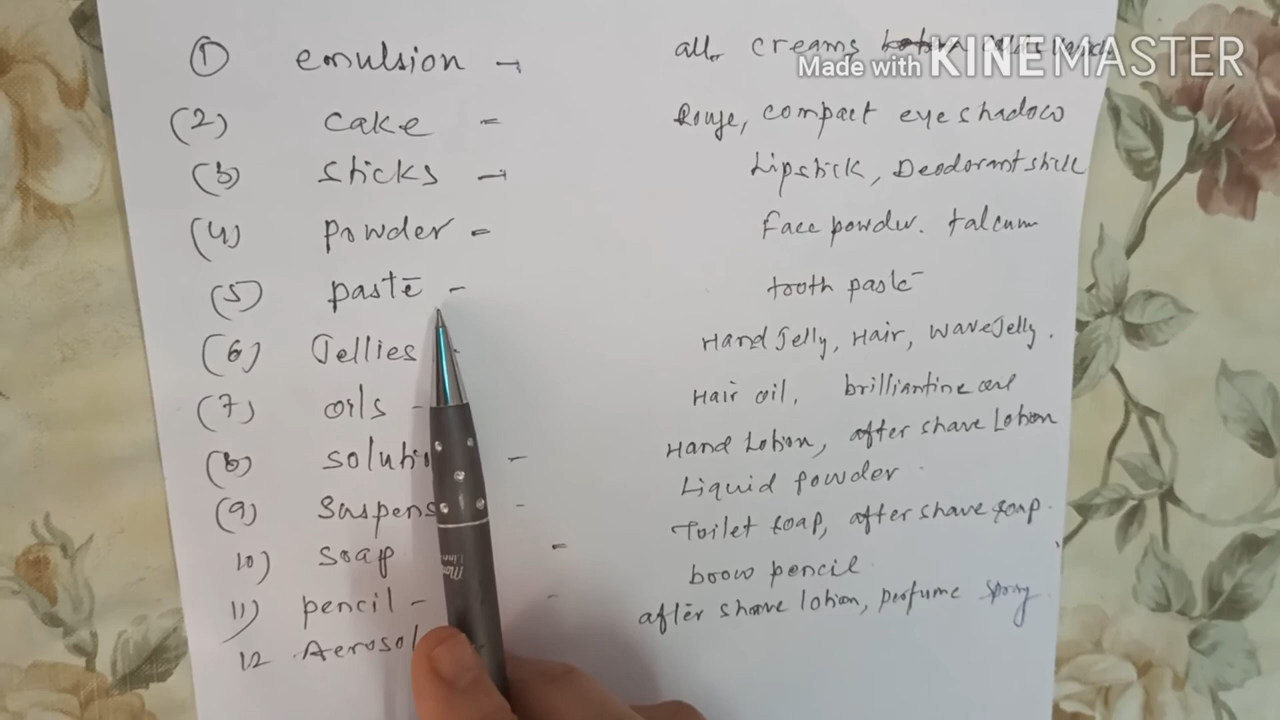 ① emulsion → all creams
Made with KINEMASTER
(2) cake = Rouje, compact eye shadow
(3) sticks → Lipstick, Deodorant stick
(4) Powder = Face powder. talcum
(5) paste - tooth paste
(6) Jellies Hand Jelly, Hair, wave Jelly.
(7) oils - Hair oil, brilliantine
(8) Hand Lotion, after shave Lotion
(9) - Liquid powder
10) Soap - Toilet soap, after shave soap.
11) pencil - - boow pencil
12 Aerosol after shave lotion, perfume spray